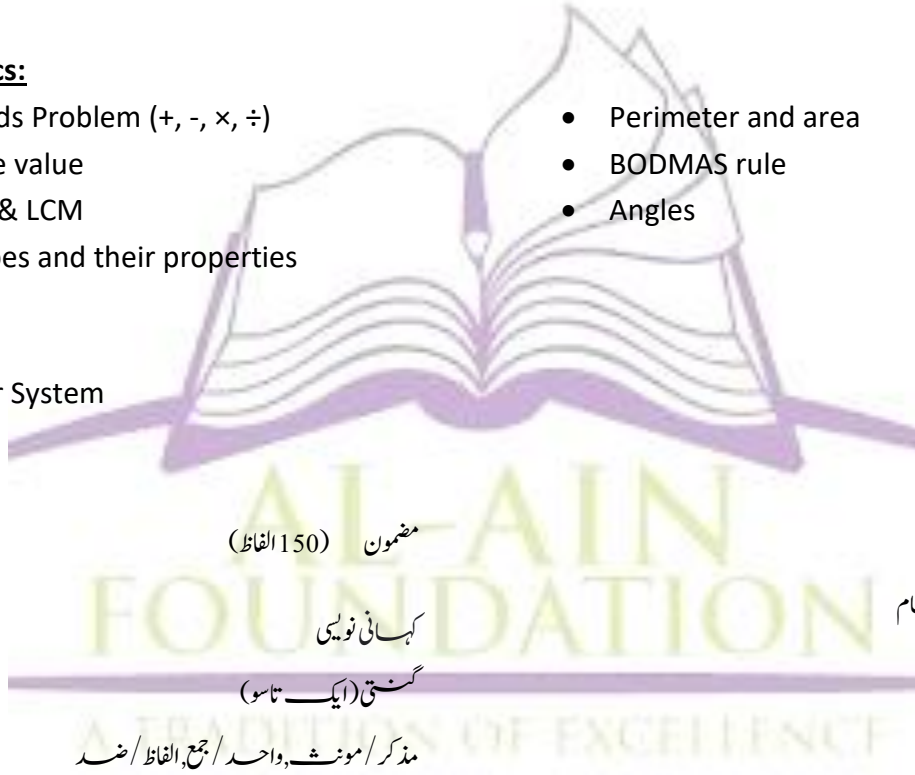 cs:
ds Problem (+, -, ×, ÷)
e value
& LCM
pes and their properties
• Perimeter and area
• BODMAS rule
• Angles
r System
مضمون (150 الفاظ)
کہانی نویسی
گنتی (ایک تا سو)
مذکر / مونث, واحد / جمع, الفاظ / ضد
AL-AIN
FOUNDATION
A TRADITION OF EXCELLENCE